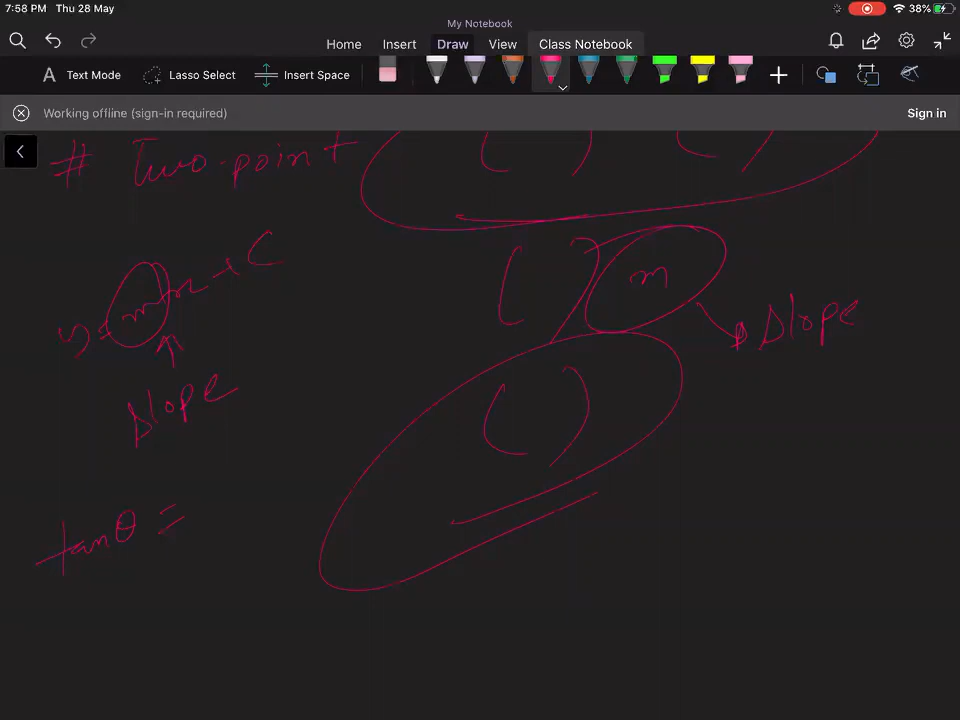 7:58 PM Thu 28 May
38%
My Notebook
Home Insert Draw View Class Notebook
Text Mode Lasso Select Insert Space
Working offline (sign-in required) Sign in
# Two-point
( ) ( )
y = mx + C
( ) m
slope
slope
( )
tanθ =